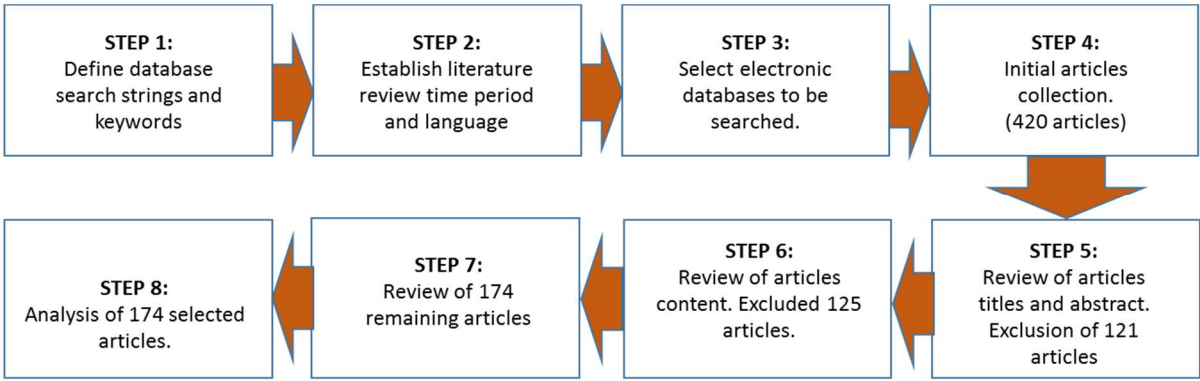 STEP 1:
Define database
search strings and
keywords
STEP 2:
Establish literature
review time period
and language
STEP 3:
Select electronic
databases to be
searched.
STEP 4:
Initial articles
collection.
(420 articles)
STEP 5:
Review of articles
titles and abstract.
Exclusion of 121
articles
STEP 6:
Review of articles
content. Excluded 125
articles.
STEP 7:
Review of 174
remaining articles
STEP 8:
Analysis of 174 selected
articles.